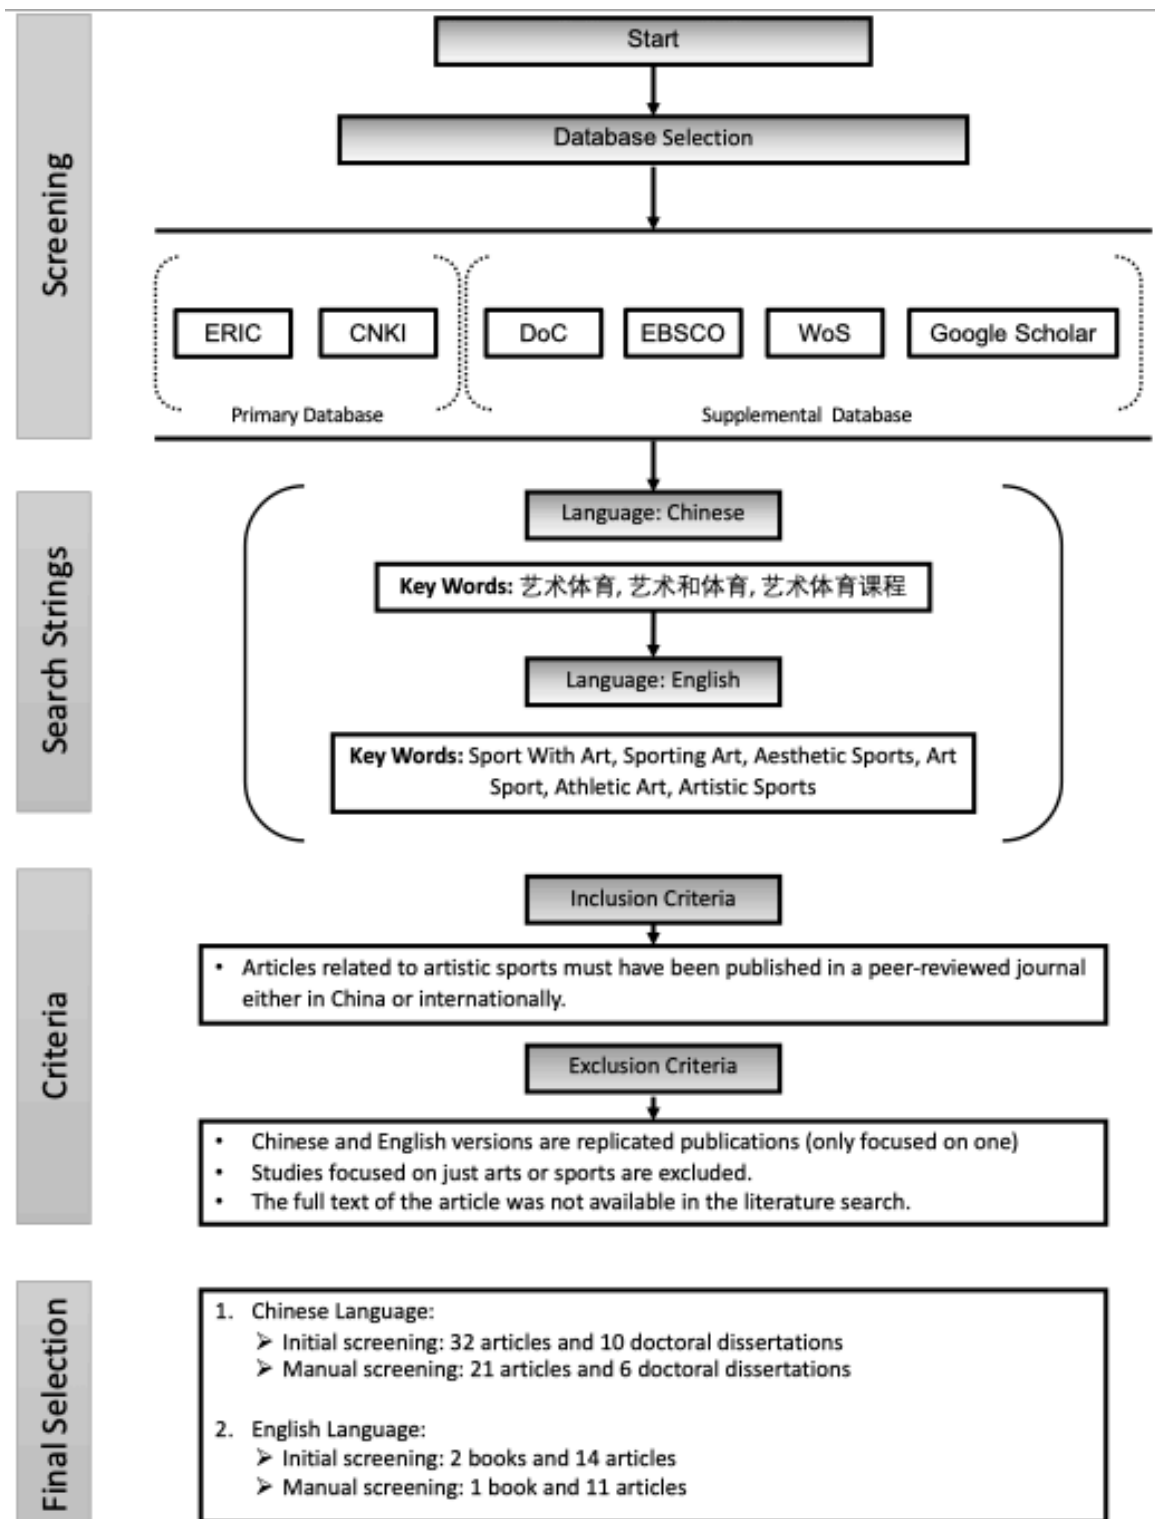 Screening
Start
Database Selection
ERIC
CNKI
DoC
EBSCO
WoS
Google Scholar
Primary Database
Supplemental Database
Search Strings
Language: Chinese
Key Words: 艺术体育, 艺术和体育, 艺术体育课程
Language: English
Key Words: Sport With Art, Sporting Art, Aesthetic Sports, Art
Sport, Athletic Art, Artistic Sports
Criteria
Inclusion Criteria
• Articles related to artistic sports must have been published in a peer-reviewed journal
either in China or internationally.
Exclusion Criteria
• Chinese and English versions are replicated publications (only focused on one)
• Studies focused on just arts or sports are excluded.
• The full text of the article was not available in the literature search.
Final Selection
1. Chinese Language:
➢ Initial screening: 32 articles and 10 doctoral dissertations
➢ Manual screening: 21 articles and 6 doctoral dissertations
2. English Language:
➢ Initial screening: 2 books and 14 articles
➢ Manual screening: 1 book and 11 articles